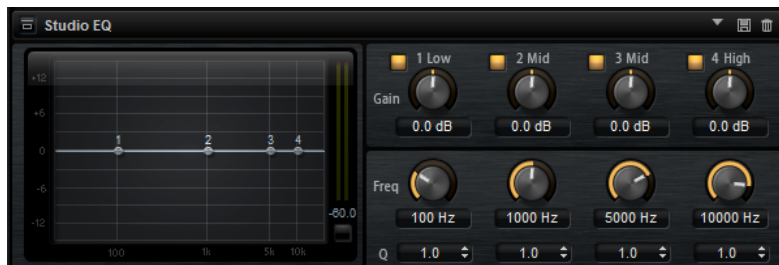 Studio EQ
+12
+6
0
-6
-12
1
2
3
4
-60.0
100
1k
5k
10k
1 Low
2 Mid
3 Mid
4 High
Gain
0.0 dB
0.0 dB
0.0 dB
0.0 dB
Freq
100 Hz
1000 Hz
5000 Hz
10000 Hz
Q
1.0
1.0
1.0
1.0